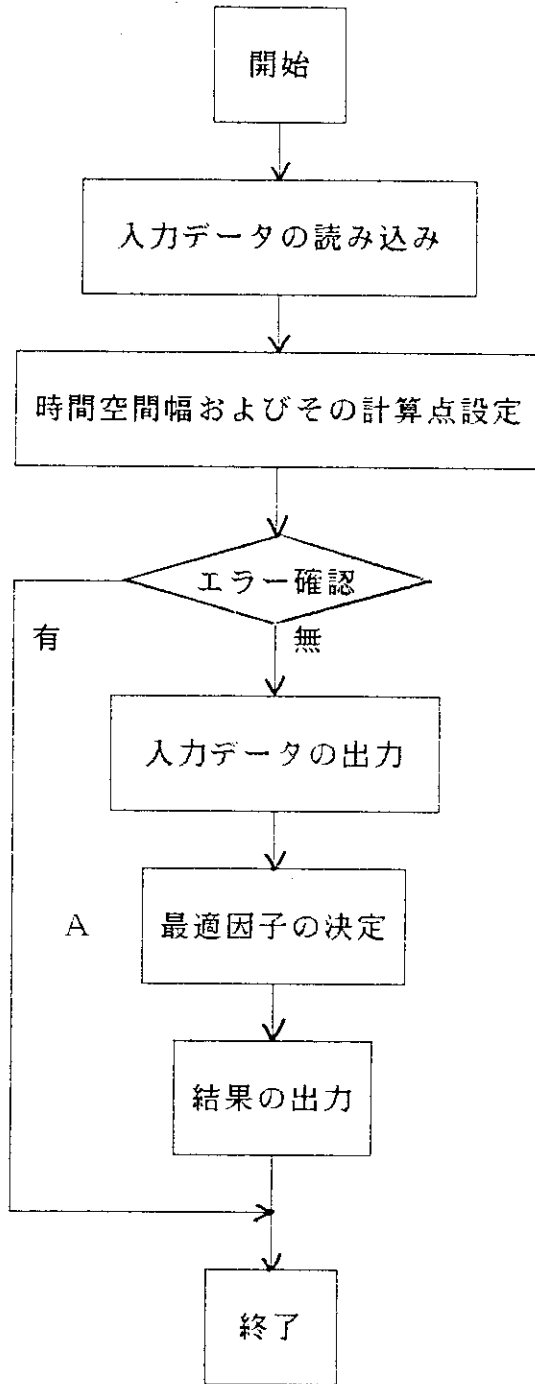 開始
入力データの読み込み
時間空間幅およびその計算点設定
エラー確認
有
無
入力データの出力
A
最適因子の決定
結果の出力
終了